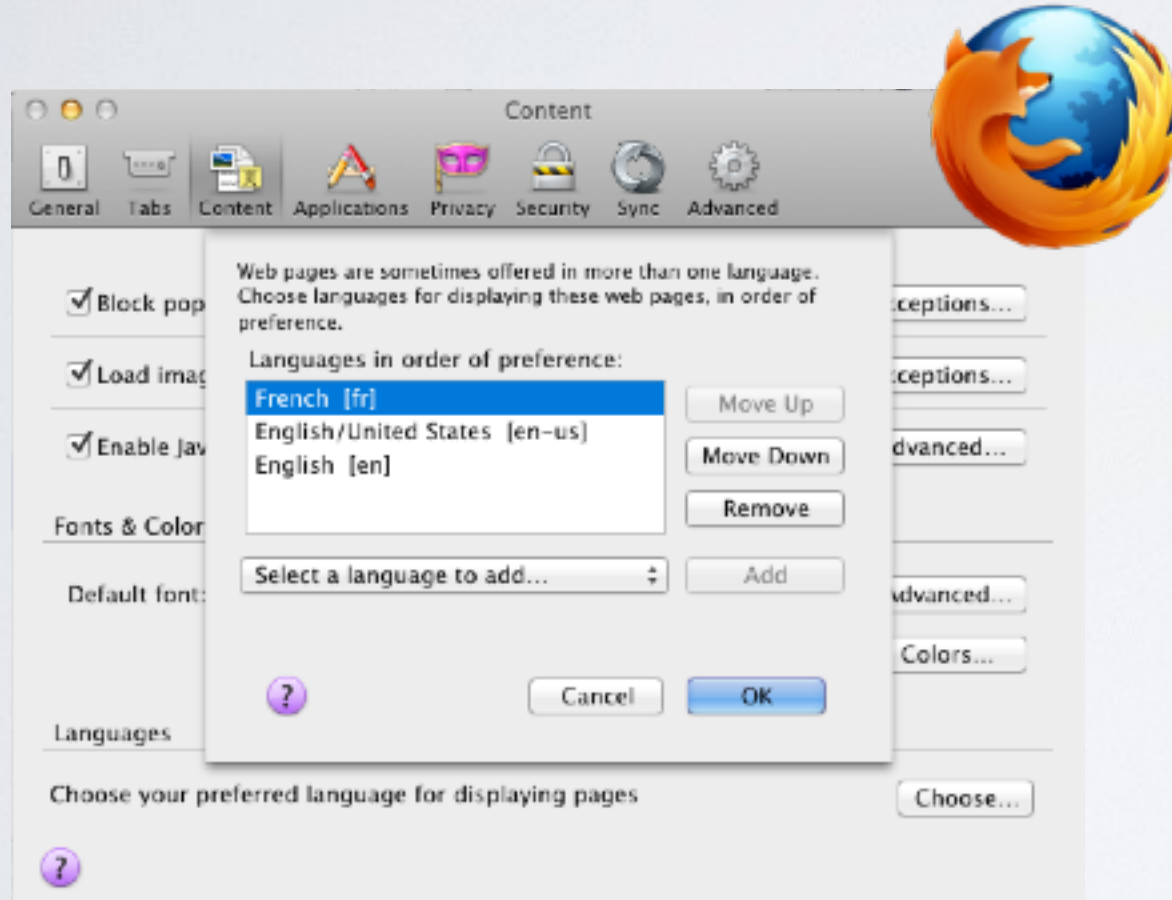 Content
General Tabs Content Applications Privacy Security Sync Advanced
Web pages are sometimes offered in more than one language.
Choose languages for displaying these web pages, in order of
preference.
Languages in order of preference:
French [fr]
English/United States [en-us]
English [en]
Move Up
Move Down
Remove
Select a language to add...
Add
?
Cancel
OK
Block pop
ceptions...
Load imag
ceptions...
Enable Jav
dvanced...
Fonts & Color
Default font:
Advanced...
Colors...
Languages
Choose your preferred language for displaying pages
Choose...
?